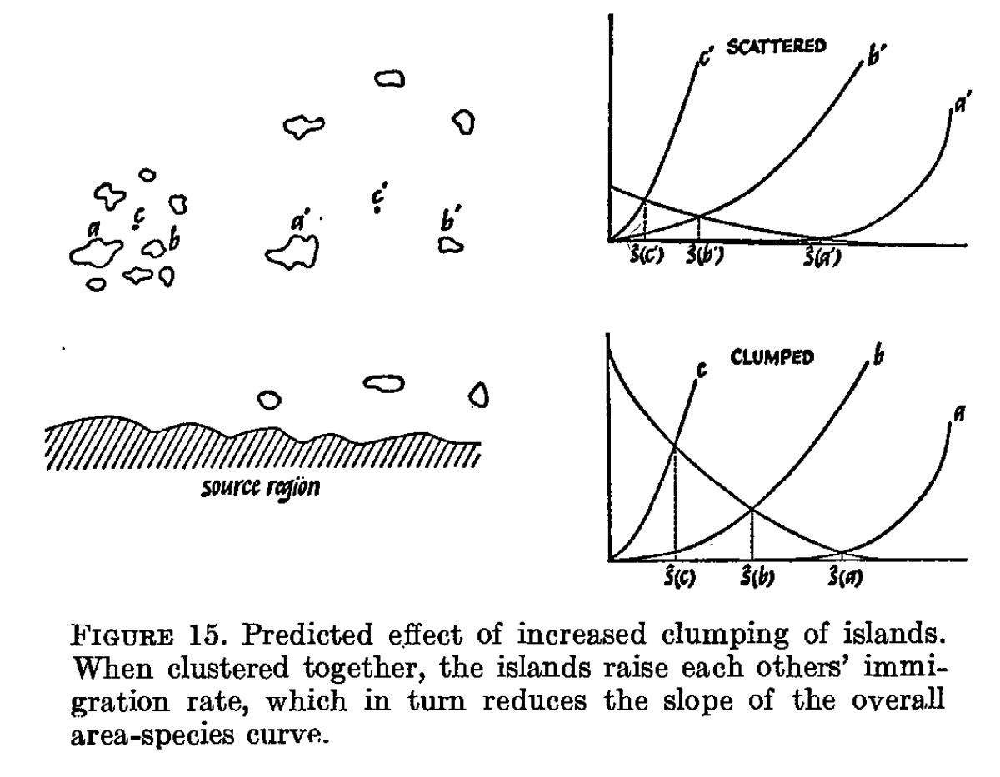 SCATTERED
c′
b′
a′
ŝ(c′) ŝ(b′) ŝ(a′)
a
c
b
a′
c′
b′
source region
CLUMPED
c
b
a
ŝ(c) ŝ(b) ŝ(a)
FIGURE 15. Predicted effect of increased clumping of islands.
When clustered together, the islands raise each others' immi-
gration rate, which in turn reduces the slope of the overall
area-species curve.